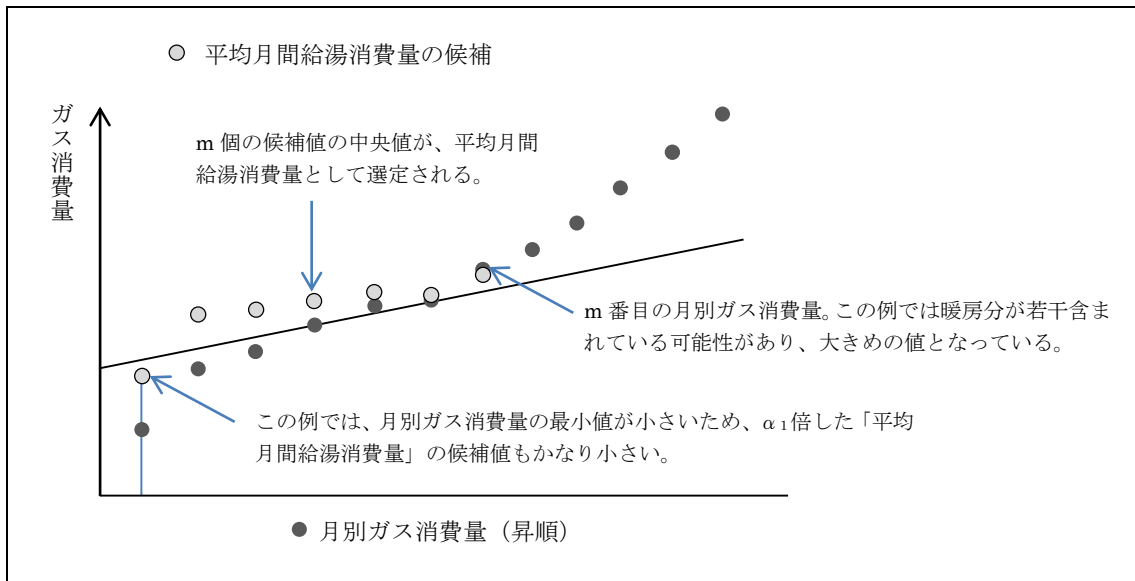 平均月間給湯消費量の候補
ガス消費量
m 個の候補値の中央値が、平均月間
給湯消費量として選定される。
m 番目の月別ガス消費量。この例では暖房分が若干含ま
れている可能性があり、大きめの値となっている。
この例では、月別ガス消費量の最小値が小さいため、α₁倍した「平均
月間給湯消費量」の候補値もかなり小さい。
月別ガス消費量（昇順）